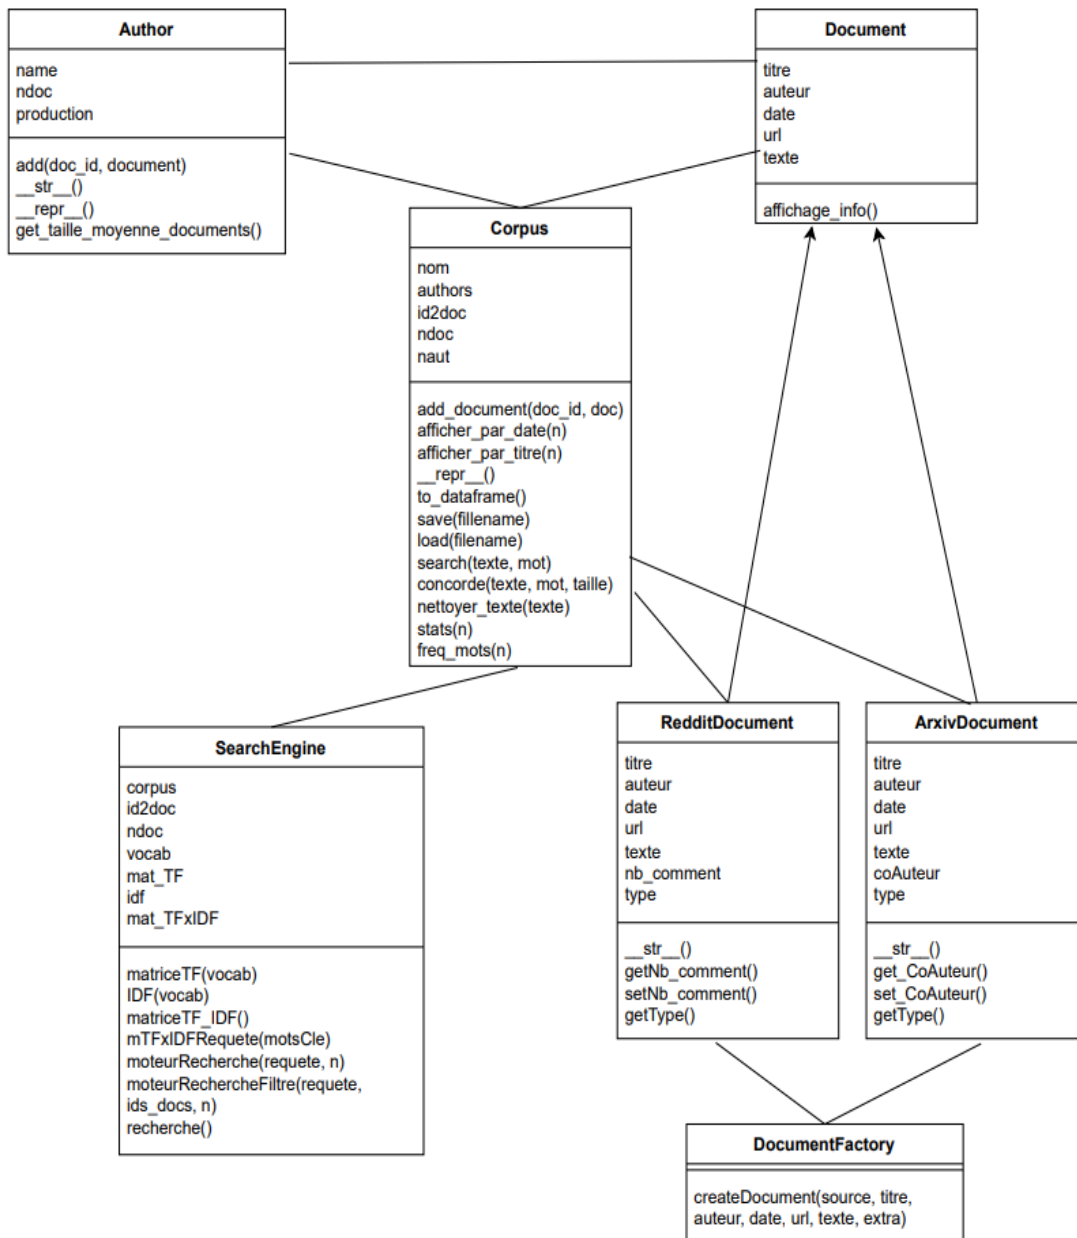 Author
name
ndoc
production
add(doc_id, document)
__str__()
__repr__()
get_taille_moyenne_documents()
Document
titre
auteur
date
url
texte
affichage_info()
Corpus
nom
authors
id2doc
ndoc
naut
add_document(doc_id, doc)
afficher_par_date(n)
afficher_par_titre(n)
__repr__()
to_dataframe()
save(fillename)
load(filename)
search(texte, mot)
concorde(texte, mot, taille)
nettoyer_texte(texte)
stats(n)
freq_mots(n)
SearchEngine
corpus
id2doc
ndoc
vocab
mat_TF
idf
mat_TFxIDF
matriceTF(vocab)
IDF(vocab)
matriceTF_IDF()
mTFxIDFRequete(motsCle)
moteurRecherche(requete, n)
moteurRechercheFiltre(requete,
ids_docs, n)
recherche()
RedditDocument
titre
auteur
date
url
texte
nb_comment
type
__str__()
getNb_comment()
setNb_comment()
getType()
ArxivDocument
titre
auteur
date
url
texte
coAuteur
type
__str__()
get_CoAuteur()
set_CoAuteur()
getType()
DocumentFactory
createDocument(source, titre,
auteur, date, url, texte, extra)